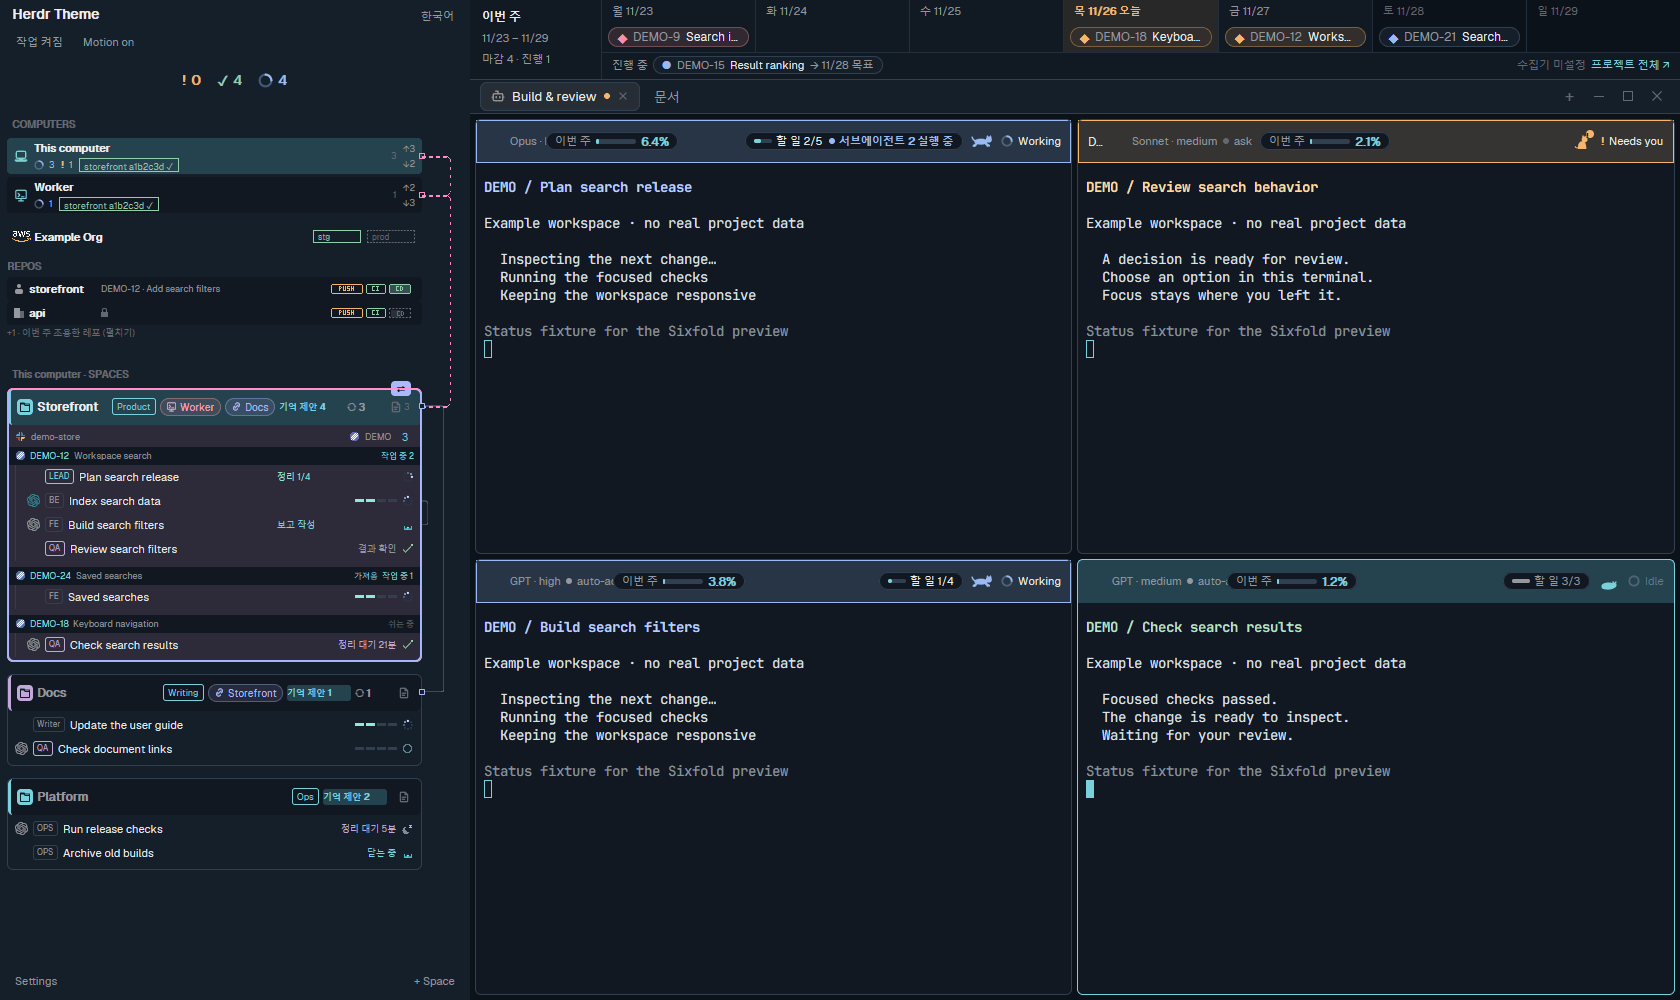 Herdr Theme
한국어
작업 켜짐 Motion on
! 0 ✓ 4 4
COMPUTERS
This computer
3 ! 1 storefront a1b2c3d ✓
3 ↑3 ↓2
Worker
1 storefront a1b2c3d ✓
1 ↑2 ↓3
aws Example Org stg prod
REPOS
storefront DEMO-12 · Add search filters PUSH CI CD
api PUSH CI CD
+1 · 이번 주 조용한 레포 (펼치기)
This computer · SPACES
Storefront Product Worker Docs 기억 제안 4 3 3
demo-store DEMO 3
DEMO-12 Workspace search 작업 중 2
LEAD Plan search release 정리 1/4
BE Index search data
FE Build search filters 보고 작성
QA Review search filters 결과 확인 ✓
DEMO-24 Saved searches 가져옴 작업 중 1
FE Saved searches
DEMO-18 Keyboard navigation 쉬는 중
QA Check search results 정리 대기 21분 ✓
Docs Writing Storefront 기억 제안 1 1
Writer Update the user guide
QA Check document links
Platform Ops 기억 제안 2
OPS Run release checks 정리 대기 5분
OPS Archive old builds 닫는 중
Settings + Space
이번 주
11/23 – 11/29
마감 4 · 진행 1
월 11/23
DEMO-9 Search i...
화 11/24
수 11/25
목 11/26 오늘
DEMO-18 Keyboa...
금 11/27
DEMO-12 Works...
토 11/28
DEMO-21 Search...
일 11/29
진행 중 DEMO-15 Result ranking → 11/28 목표
수집기 미설정 프로젝트 전체 ↗
Build & review × 문서
Opus · 이번 주 6.4% 할 일 2/5 서브에이전트 2 실행 중 Working
DEMO / Plan search release
Example workspace · no real project data
Inspecting the next change…
Running the focused checks
Keeping the workspace responsive
Status fixture for the Sixfold preview
D... Sonnet · medium ask 이번 주 2.1% ! Needs you
DEMO / Review search behavior
Example workspace · no real project data
A decision is ready for review.
Choose an option in this terminal.
Focus stays where you left it.
Status fixture for the Sixfold preview
GPT · high auto-ac 이번 주 3.8% 할 일 1/4 Working
DEMO / Build search filters
Example workspace · no real project data
Inspecting the next change…
Running the focused checks
Keeping the workspace responsive
Status fixture for the Sixfold preview
GPT · medium auto- 이번 주 1.2% 할 일 3/3 Idle
DEMO / Check search results
Example workspace · no real project data
Focused checks passed.
The change is ready to inspect.
Waiting for your review.
Status fixture for the Sixfold preview